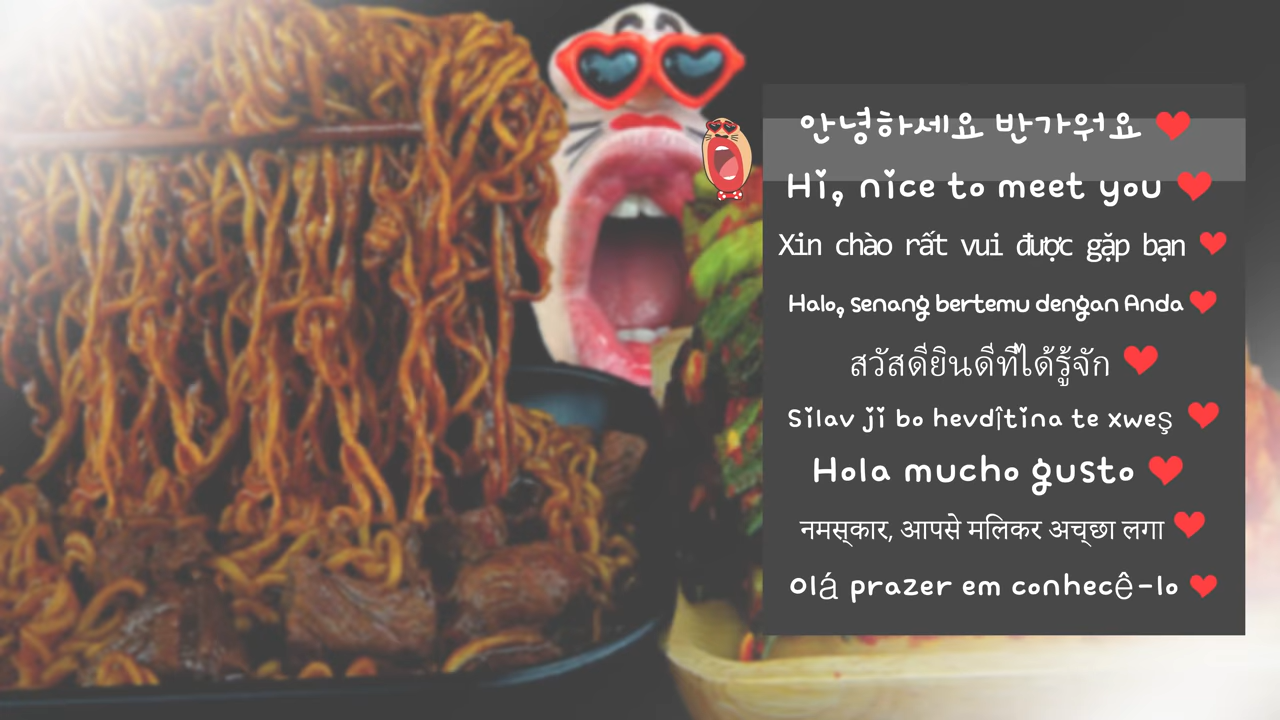 안녕하세요 반가워요 ❤
Hi, nice to meet you ❤
Xin chào rất vui được gặp bạn ❤
Halo, senang bertemu dengan Anda ❤
สวัสดียินดีที่ได้รู้จัก ❤
Silav ji bo hevdîtina te xweş ❤
Hola mucho gusto ❤
नमस्कार, आपसे मलिकर अच्छा लगा ❤
Olá prazer em conhecê-lo ❤